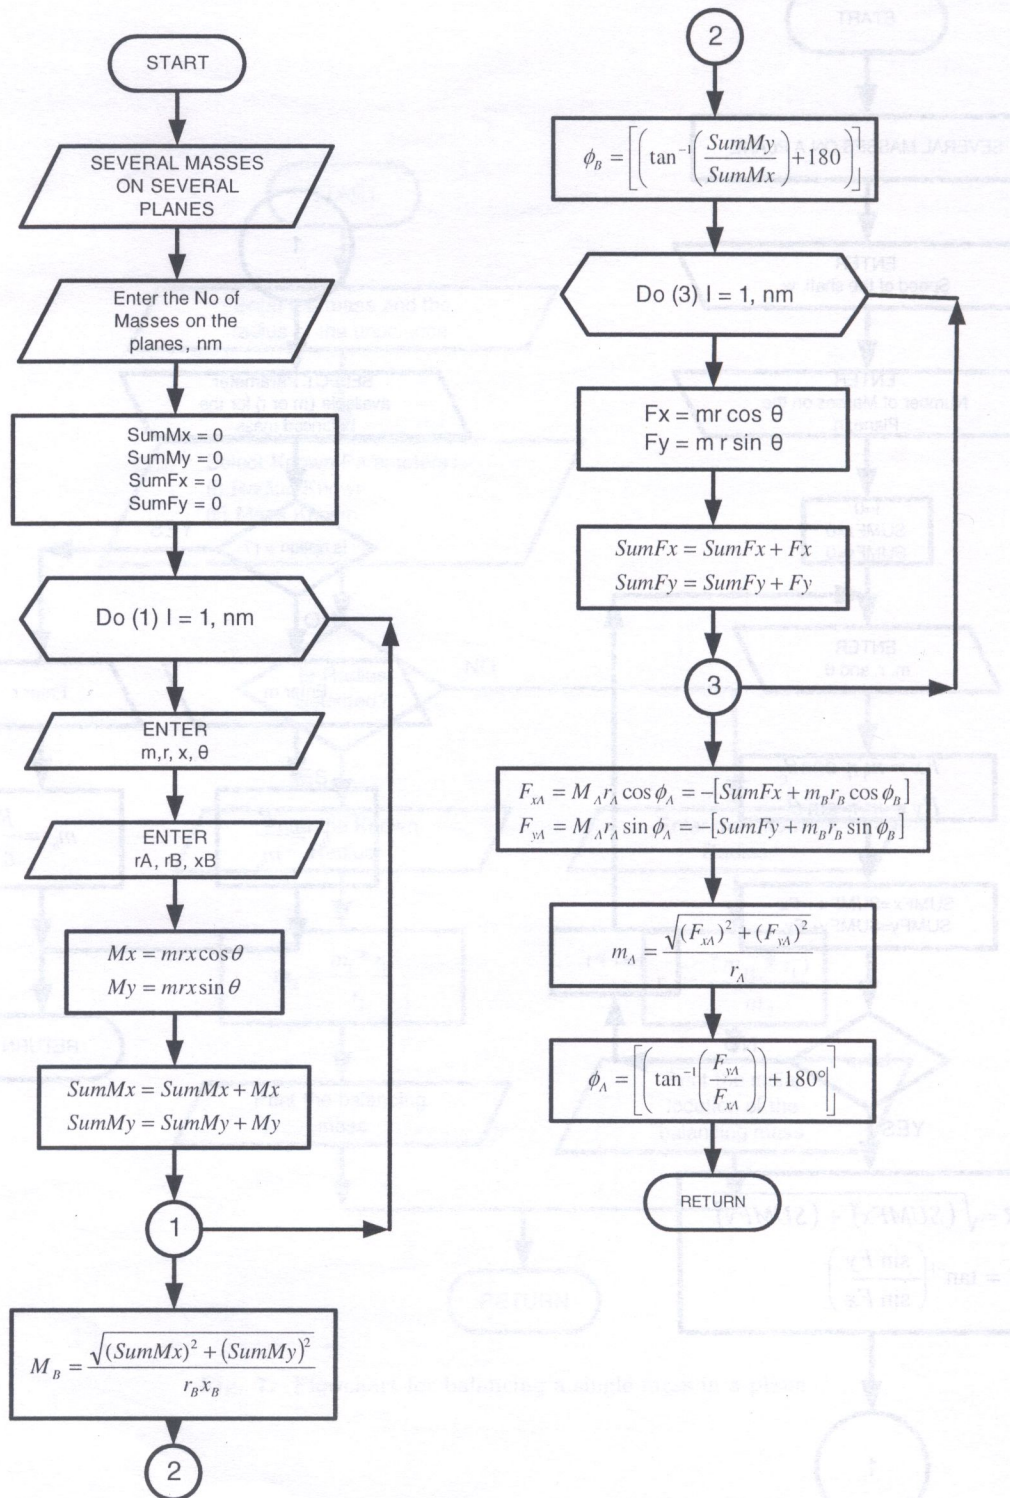 START
SEVERAL MASSES
ON SEVERAL
PLANES
Enter the No of
Masses on the
planes, nm
SumMx = 0
SumMy = 0
SumFx = 0
SumFy = 0
Do (1) I = 1, nm
ENTER
m,r, x, θ
ENTER
rA, rB, xB
Mx = mrx cos θ
My = mrx sin θ
SumMx = SumMx + Mx
SumMy = SumMy + My
1
M_B = √((SumMx)² + (SumMy)²) / r_B x_B
2
2
φ_B = [(tan⁻¹(SumMy / SumMx) +180)]
Do (3) I = 1, nm
Fx = mr cos θ
Fy = m r sin θ
SumFx = SumFx + Fx
SumFy = SumFy + Fy
3
F_xA = M_A r_A cos φ_A = −[SumFx + m_B r_B cos φ_B]
F_yA = M_A r_A sin φ_A = −[SumFy + m_B r_B sin φ_B]
m_A = √((F_xA)² + (F_yA)²) / r_A
φ_A = [(tan⁻¹(F_yA / F_xA)) +180°]
RETURN